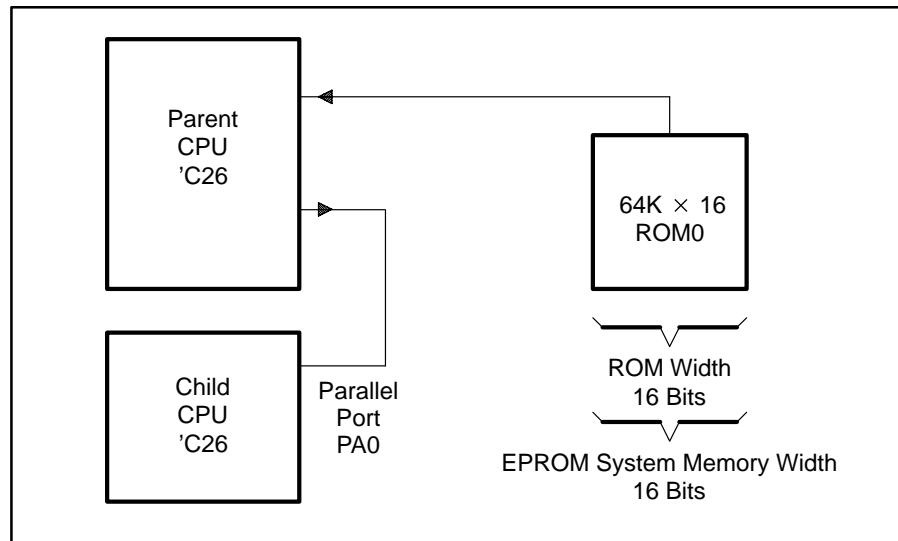 Parent
CPU
’C26
64K × 16
ROM0
Child
CPU
’C26
Parallel
Port
PA0
ROM Width
16 Bits
EPROM System Memory Width
16 Bits